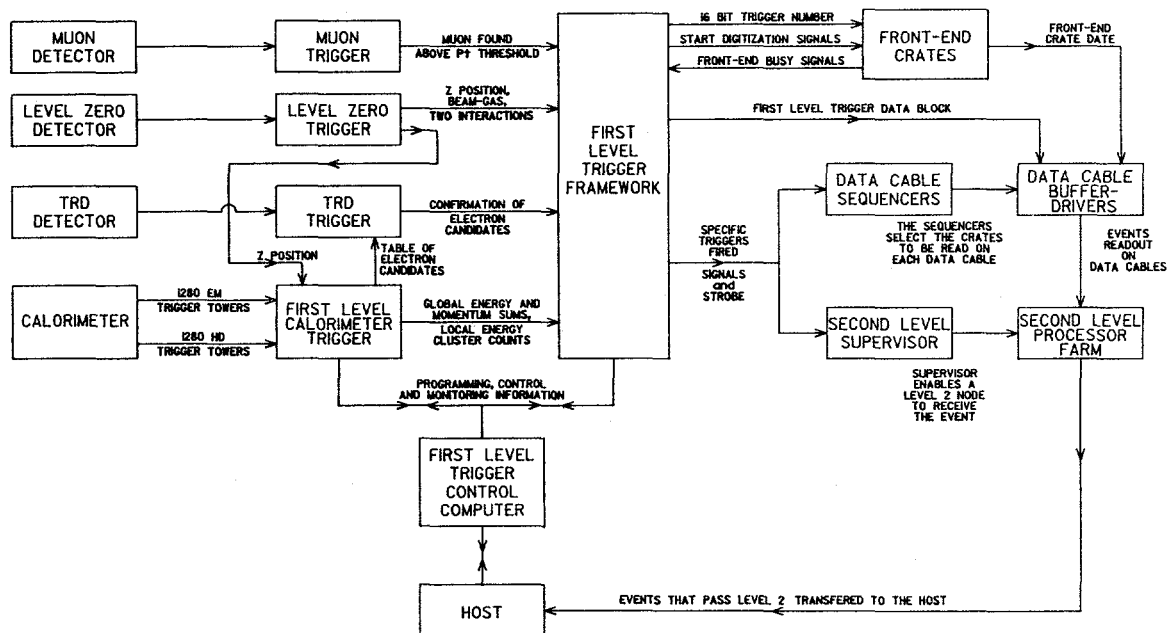 MUON
DETECTOR
MUON
TRIGGER
MUON FOUND
ABOVE P† THRESHOLD
LEVEL ZERO
DETECTOR
LEVEL ZERO
TRIGGER
Z POSITION,
BEAM-GAS,
TWO INTERACTIONS
TRD
DETECTOR
TRD
TRIGGER
CONFIRMATION OF
ELECTRON
CANDIDATES
Z POSITION
TABLE OF
ELECTRON
CANDIDATES
CALORIMETER
1280 EM
TRIGGER TOWERS
1280 HD
TRIGGER TOWERS
FIRST LEVEL
CALORIMETER
TRIGGER
GLOBAL ENERGY AND
MOMENTUM SUMS,
LOCAL ENERGY
CLUSTER COUNTS
FIRST
LEVEL
TRIGGER
FRAMEWORK
16 BIT TRIGGER NUMBER
START DIGITIZATION SIGNALS
FRONT-END BUSY SIGNALS
FRONT-END
CRATES
FRONT-END
CRATE DATE
FIRST LEVEL TRIGGER DATA BLOCK
DATA CABLE
SEQUENCERS
DATA CABLE
BUFFER-
DRIVERS
SPECIFIC
TRIGGERS
FIRED
SIGNALS
and
STROBE
THE SEQUENCERS
SELECT THE CRATES
TO BE READ ON
EACH DATA CABLE
EVENTS
READOUT
ON
DATA CABLES
SECOND LEVEL
SUPERVISOR
SECOND LEVEL
PROCESSOR
FARM
SUPERVISOR
ENABLES A
LEVEL 2 NODE
TO RECEIVE
THE EVENT
PROGRAMMING, CONTROL
AND MONITORING INFORMATION
FIRST LEVEL
TRIGGER
CONTROL
COMPUTER
HOST
EVENTS THAT PASS LEVEL 2 TRANSFERED TO THE HOST